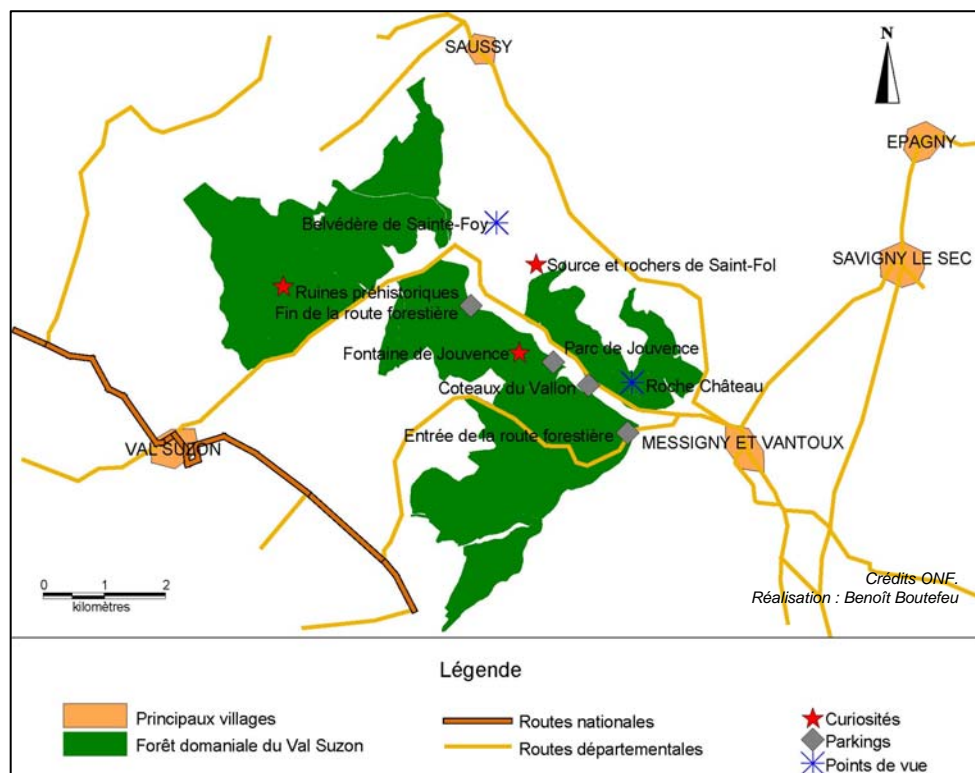 SAUSSY
N
EPAGNY
Belvédère de Sainte-Foy
SAVIGNY LE SEC
Source et rochers de Saint-Fol
Ruines préhistoriques
Fin de la route forestière
Fontaine de Jouvence
Parc de Jouvence
Coteaux du Vallon
Roche Château
Entrée de la route forestière
MESSIGNY ET VANTOUX
VAL SUZON
0 1 2
kilomètres
Crédits ONF.
Réalisation : Benoît Boutefeu
Légende
Principaux villages
Forêt domaniale du Val Suzon
Routes nationales
Routes départementales
Curiosités
Parkings
Points de vue